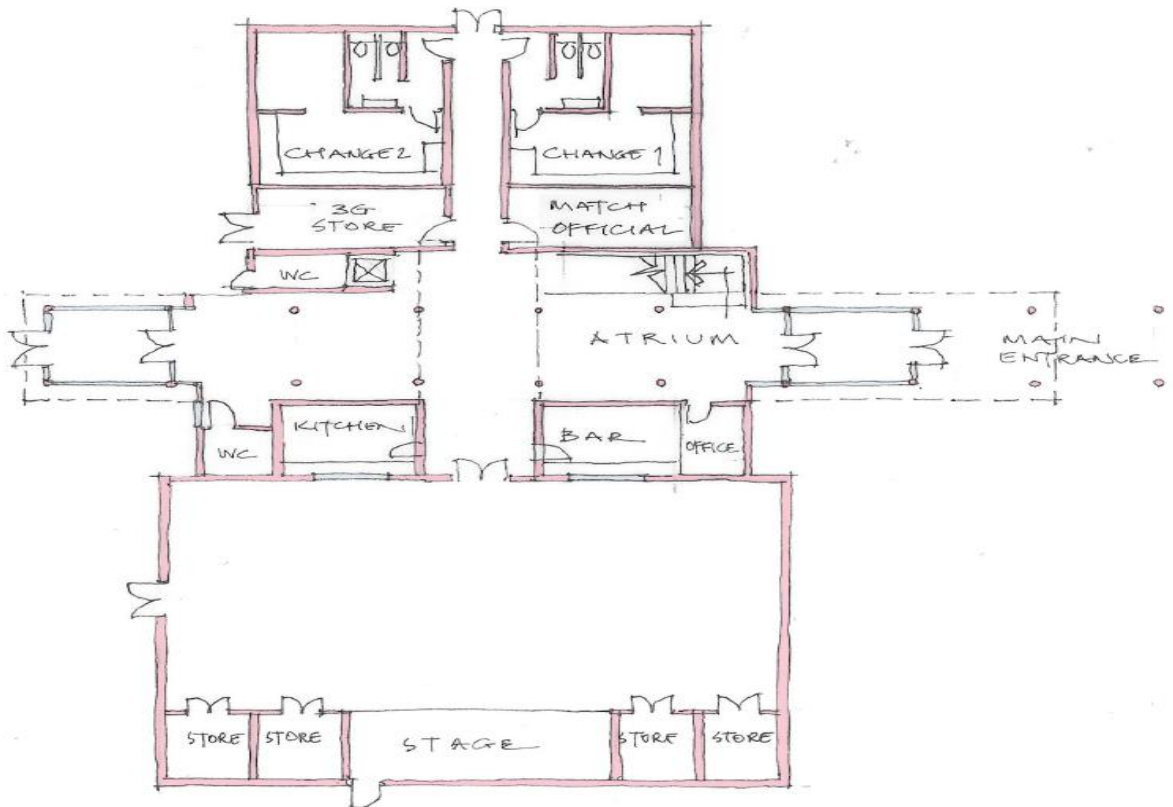 CHANGE 2
CHANGE 1
3G
STORE
MATCH
OFFICIAL
WC
ATRIUM
MAIN
ENTRANCE
KITCHEN
BAR
OFFICE
WC
STORE
STORE
STAGE
STORE
STORE